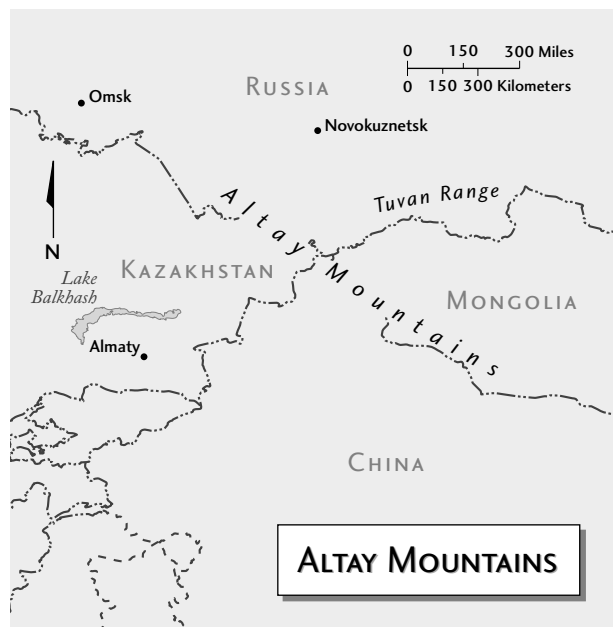 0 150 300 Miles
0 150 300 Kilometers
RUSSIA
Omsk
Novokuznetsk
Tuvan Range
Altay Mountains
N
KAZAKHSTAN
Lake
Balkhash
MONGOLIA
Almaty
CHINA
ALTAY MOUNTAINS